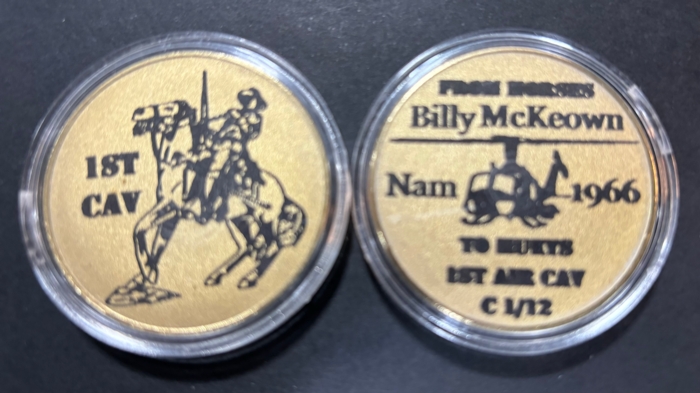 1ST
CAV
FROM HORSES
Billy McKeown
Nam 1966
TO HUEYS
1ST AIR CAV
C 1/12